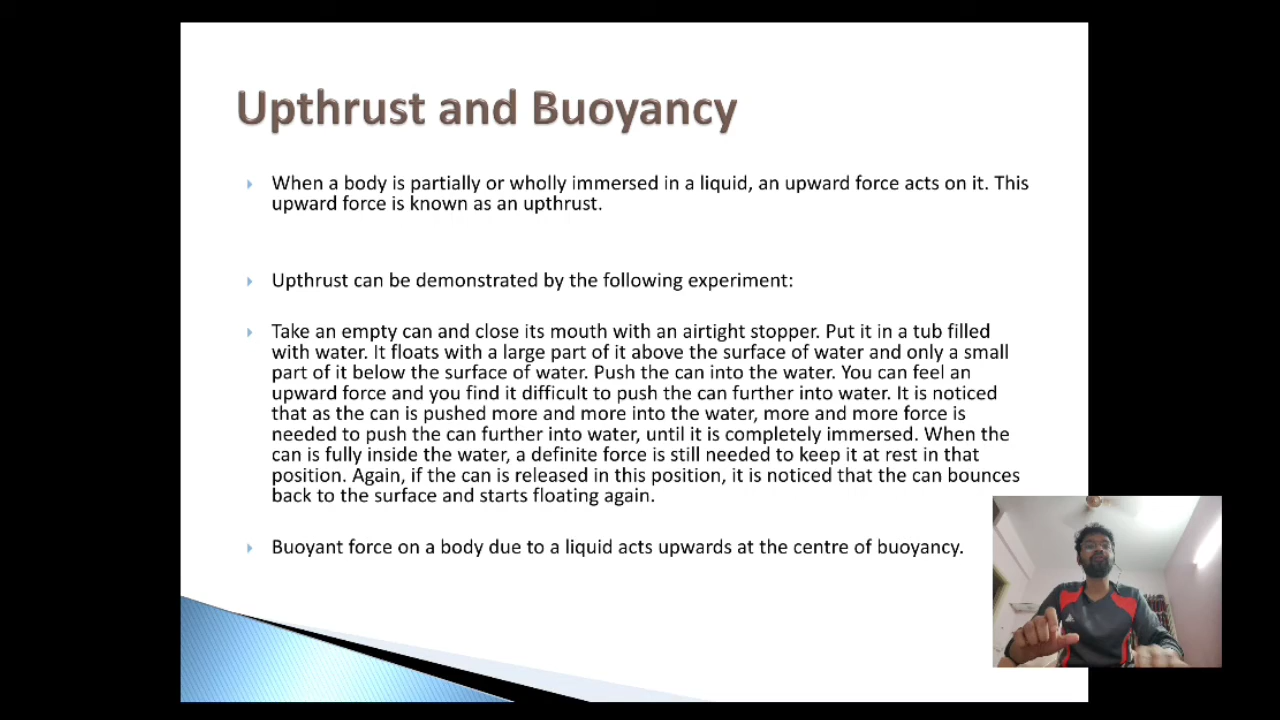 Upthrust and Buoyancy
When a body is partially or wholly immersed in a liquid, an upward force acts on it. This
upward force is known as an upthrust.
Upthrust can be demonstrated by the following experiment:
Take an empty can and close its mouth with an airtight stopper. Put it in a tub filled
with water. It floats with a large part of it above the surface of water and only a small
part of it below the surface of water. Push the can into the water. You can feel an
upward force and you find it difficult to push the can further into water. It is noticed
that as the can is pushed more and more into the water, more and more force is
needed to push the can further into water, until it is completely immersed. When the
can is fully inside the water, a definite force is still needed to keep it at rest in that
position. Again, if the can is released in this position, it is noticed that the can bounces
back to the surface and starts floating again.
Buoyant force on a body due to a liquid acts upwards at the centre of buoyancy.